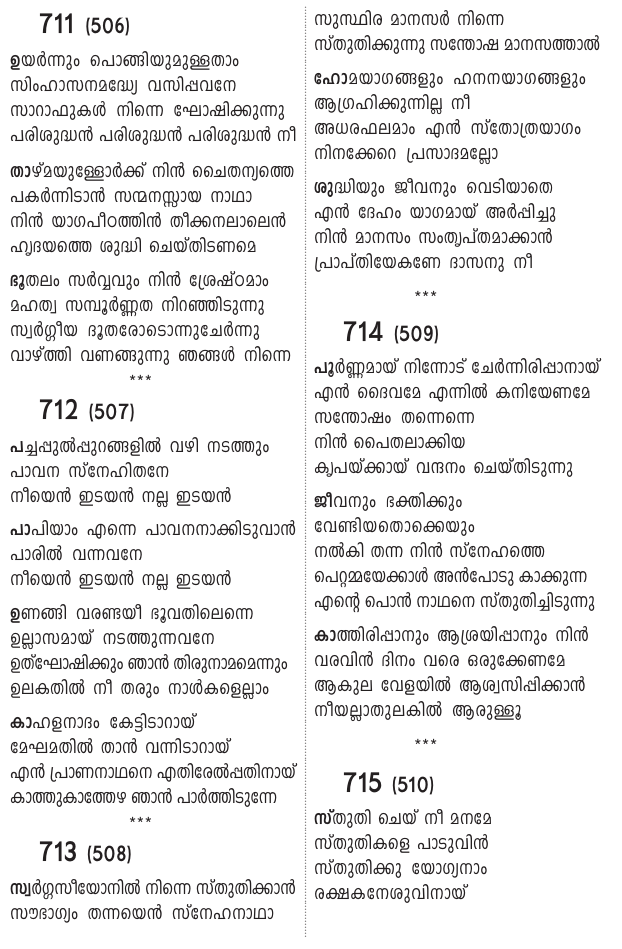 711 (506)
ഉയർന്നും പൊങ്ങിയുമുള്ളതാം
സിംഹാസനമദ്ധ്യേ വസിപ്പവനേ
സാറാഫുകൾ നിന്നെ ഘോഷിക്കുന്നു
പരിശുദ്ധൻ പരിശുദ്ധൻ പരിശുദ്ധൻ നീ
താഴ്മയുള്ളോർക്ക് നിൻ ചൈതന്യത്തെ
പകർന്നിടാൻ സന്മനസ്സായ നാഥാ
നിൻ യാഗപീഠത്തിൻ തീക്കനലാലെൻ
ഹൃദയത്തെ ശുദ്ധി ചെയ്തിടണമെ
ഭൂതലം സർവ്വവും നിൻ ശ്രേഷ്ഠമാം
മഹത്വ സമ്പൂർണ്ണത നിറഞ്ഞിടുന്നു
സ്വർഗ്ഗീയ ദൂതരോടൊന്നുചേർന്നു
വാഴ്ത്തി വണങ്ങുന്നു ഞങ്ങൾ നിന്നെ
***
712 (507)
പച്ചപ്പുൽപ്പുറങ്ങളിൽ വഴി നടത്തും
പാവന സ്നേഹിതനേ
നീയെൻ ഇടയൻ നല്ല ഇടയൻ
പാപിയാം എന്നെ പാവനനാക്കിടുവാൻ
പാരിൽ വന്നവനേ
നീയെൻ ഇടയൻ നല്ല ഇടയൻ
ഉണങ്ങി വരണ്ടയീ ഭൂവതിലെന്നെ
ഉല്ലാസമായ് നടത്തുന്നവനേ
ഉത്ഘോഷിക്കും ഞാൻ തിരുനാമമെന്നും
ഉലകതിൽ നീ തരും നാൾകളെല്ലാം
കാഹളനാദം കേട്ടിടാറായ്
മേഘമതിൽ താൻ വന്നിടാറായ്
എൻ പ്രാണനാഥനെ എതിരേൽപ്പതിനായ്
കാത്തുകാത്തേഴ ഞാൻ പാർത്തിടുന്നേ
***
713 (508)
സ്വർഗ്ഗസീയോനിൽ നിന്നെ സ്തുതിക്കാൻ
സൗഭാഗ്യം തന്നയെൻ സ്നേഹനാഥാ
സുസ്ഥിര മാനസർ നിന്നെ
സ്തുതിക്കുന്നു സന്തോഷ മാനസത്താൽ
ഹോമയാഗങ്ങളും ഹനനയാഗങ്ങളും
ആഗ്രഹിക്കുന്നില്ല നീ
അധരഫലമാം എൻ സ്തോത്രയാഗം
നിനക്കേറെ പ്രസാദമല്ലോ
ശുദ്ധിയും ജീവനും വെടിയാതെ
എൻ ദേഹം യാഗമായ് അർപ്പിച്ചു
നിൻ മാനസം സംതൃപ്തമാക്കാൻ
പ്രാപ്തിയേകണേ ദാസനു നീ
***
714 (509)
പൂർണ്ണമായ് നിന്നോട് ചേർന്നിരിപ്പാനായ്
എൻ ദൈവമേ എന്നിൽ കനിയേണമേ
സന്തോഷം തന്നെന്നെ
നിൻ പൈതലാക്കിയ
കൃപയ്ക്കായ് വന്ദനം ചെയ്തിടുന്നു
ജീവനും ഭക്തിക്കും
വേണ്ടിയതൊക്കെയും
നൽകി തന്ന നിൻ സ്നേഹത്തെ
പെറ്റമ്മയേക്കാൾ അൻപോടു കാക്കുന്ന
എന്റെ പൊൻ നാഥനെ സ്തുതിച്ചിടുന്നു
കാത്തിരിപ്പാനും ആശ്രയിപ്പാനും നിൻ
വരവിൻ ദിനം വരെ ഒരുക്കേണമേ
ആകുല വേളയിൽ ആശ്വസിപ്പിക്കാൻ
നീയല്ലാതുലകിൽ ആരുള്ളൂ
***
715 (510)
സ്തുതി ചെയ് നീ മനമേ
സ്തുതികളെ പാടുവിൻ
സ്തുതിക്കു യോഗ്യനാം
രക്ഷകനേശുവിനായ്